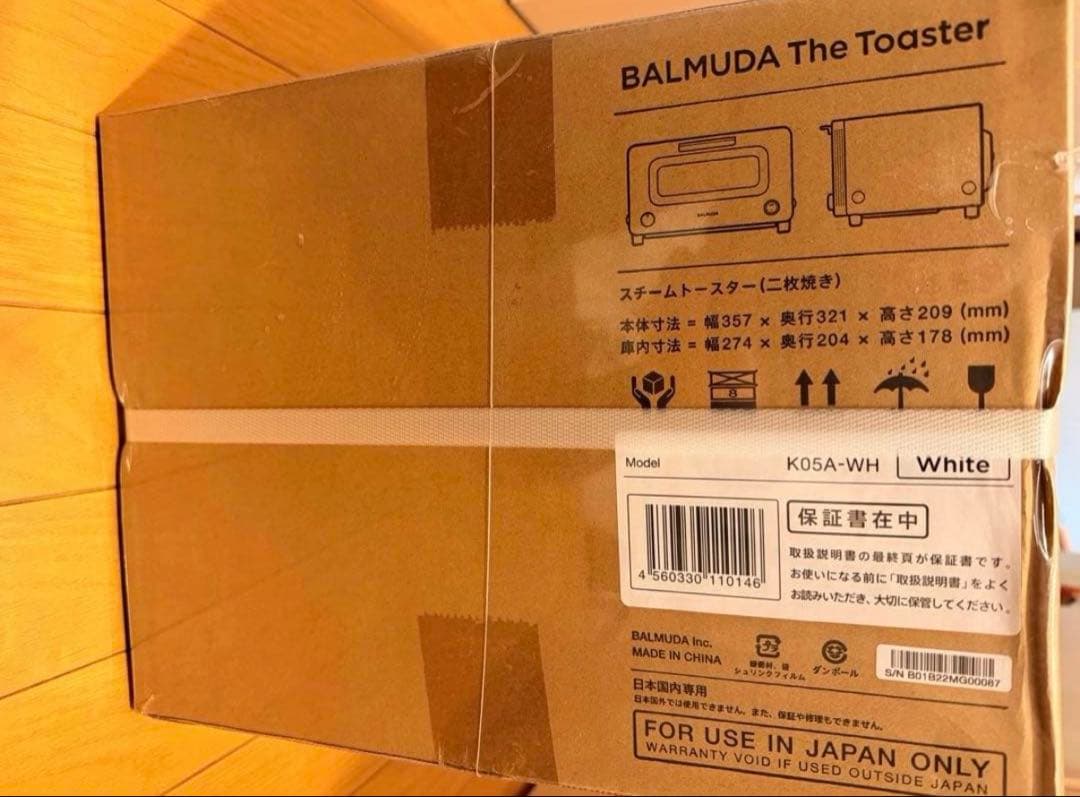 BALMUDA The Toaster
BALMUDA
スチームトースター(二枚焼き)
本体寸法 = 幅357 × 奥行321 × 高さ209 (mm)
庫内寸法 = 幅274 × 奥行204 × 高さ178 (mm)
8
Model K05A-WH White
4 560330 110146
保証書在中
取扱説明書の最終頁が保証書です。
お使いになる前に「取扱説明書」をよく
お読みいただき、大切に保管してください。
BALMUDA Inc.
MADE IN CHINA
プラ
緩衝材、袋
シュリンクフィルム
ダンボール
S/N B01B22MG00087
日本国内専用
日本国外では使用できません。また、保証や修理もできません。
FOR USE IN JAPAN ONLY
WARRANTY VOID IF USED OUTSIDE JAPAN